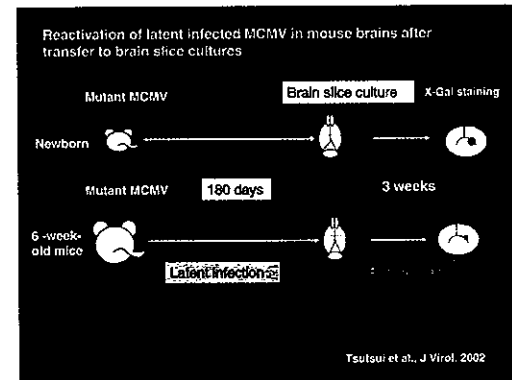 Reactivation of latent infected MCMV in mouse brains after
transfer to brain slice cultures
Mutant MCMV
Brain slice culture
X-Gal staining
Newborn
Mutant MCMV
180 days
3 weeks
6 -week-
old mice
Latent infection
Tsutsui et al., J Virol. 2002